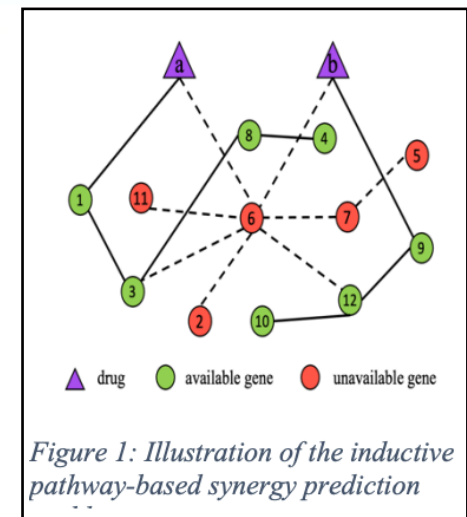 a
b
8
4
5
1
11
6
7
9
3
12
2
10
drug
available gene
unavailable gene
Figure 1: Illustration of the inductive
pathway-based synergy prediction